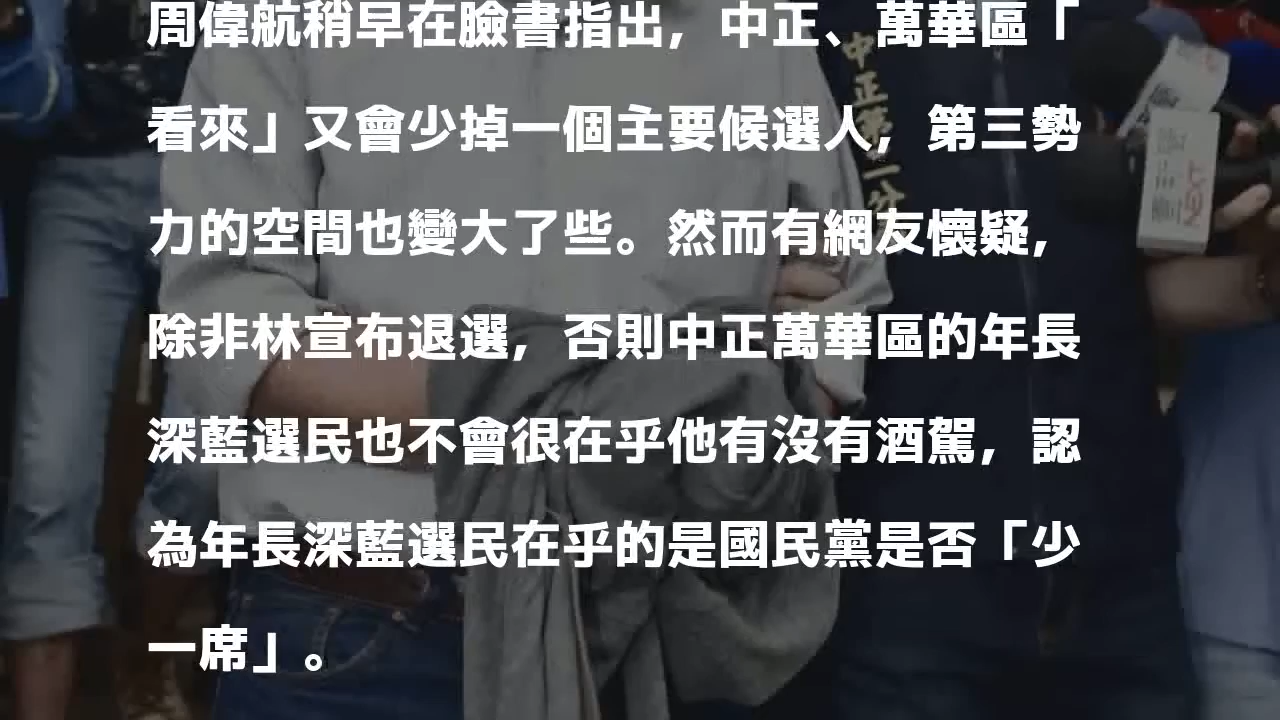 周偉航稍早在臉書指出，中正、萬華區「
看來」又會少掉一個主要候選人，第三勢
力的空間也變大了些。然而有網友懷疑，
除非林宣布退選，否則中正萬華區的年長
深藍選民也不會很在乎他有沒有酒駕，認
為年長深藍選民在乎的是國民黨是否「少
一席」。
中正第一分